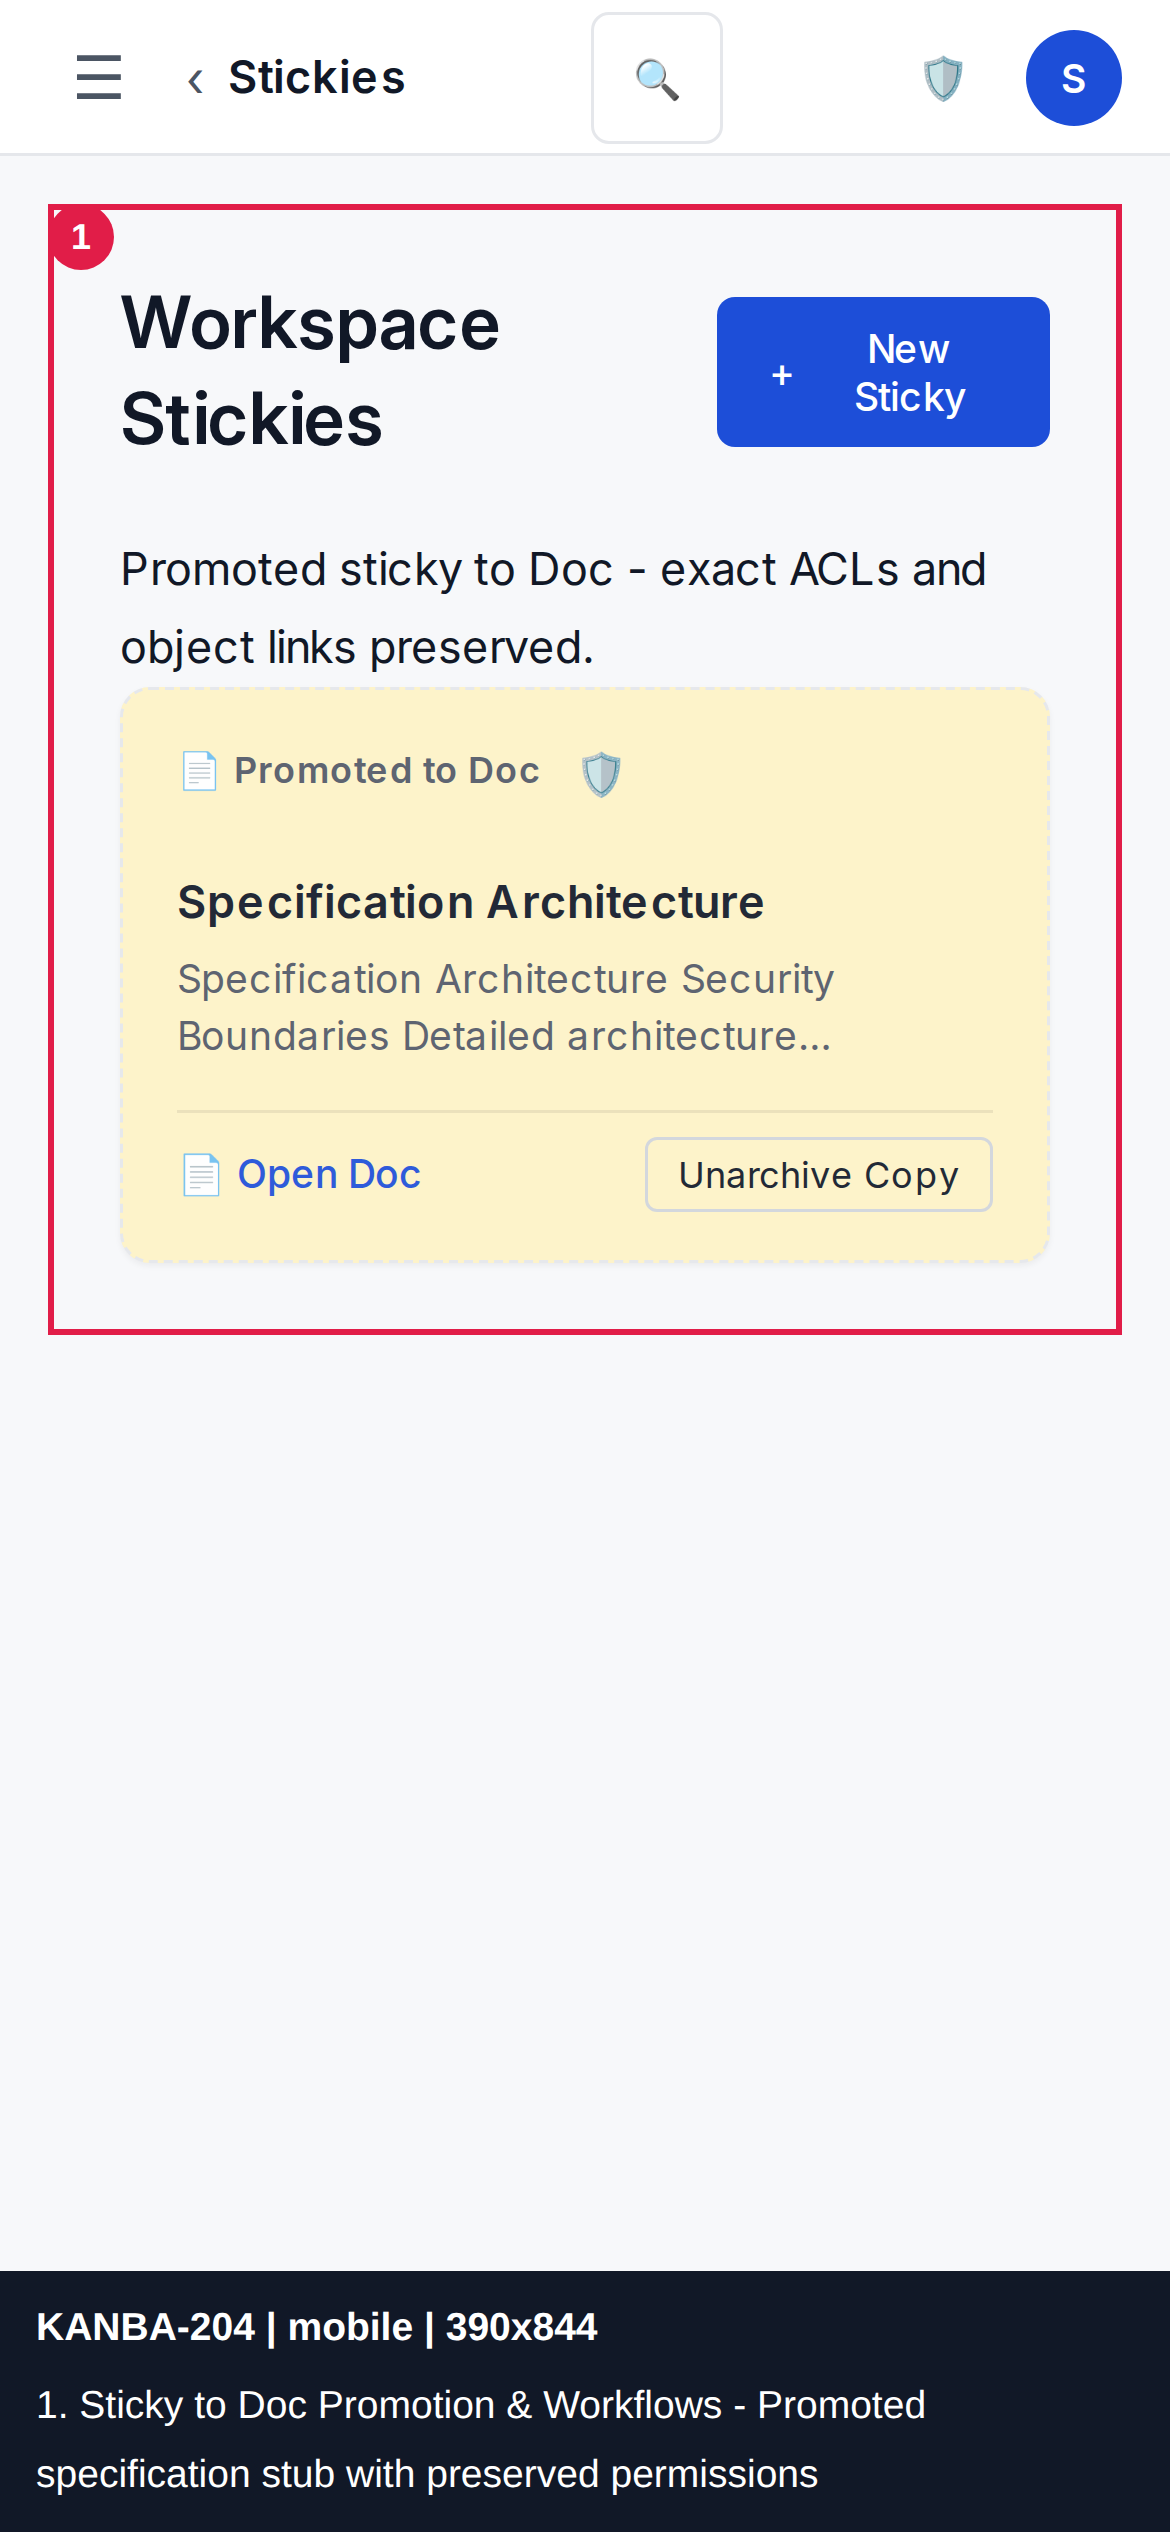 Stickies
S
1
Workspace
Stickies
+ New
Sticky
Promoted sticky to Doc - exact ACLs and
object links preserved.
Promoted to Doc
Specification Architecture
Specification Architecture Security
Boundaries Detailed architecture...
Open Doc
Unarchive Copy
KANBA-204 | mobile | 390x844
1. Sticky to Doc Promotion & Workflows - Promoted
specification stub with preserved permissions